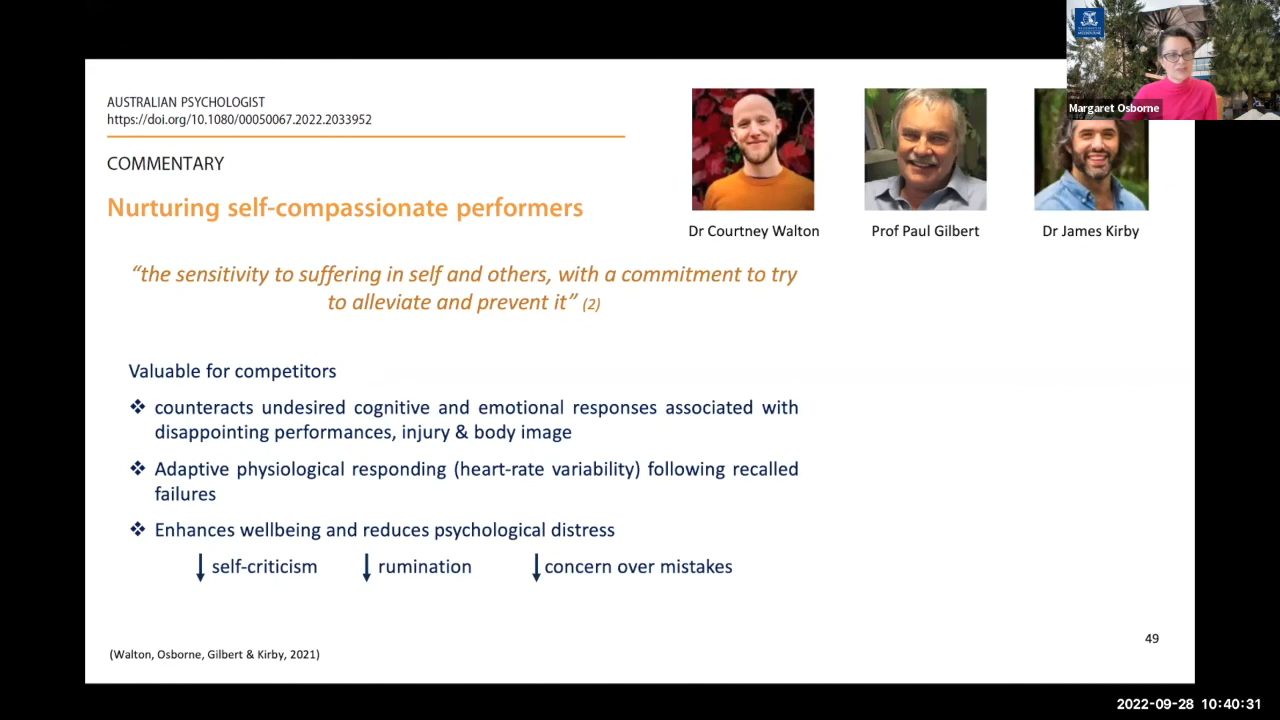 AUSTRALIAN PSYCHOLOGIST
https://doi.org/10.1080/00050067.2022.2033952
COMMENTARY
Nurturing self-compassionate performers
Margaret Osborne
Dr Courtney Walton
Prof Paul Gilbert
Dr James Kirby
“the sensitivity to suffering in self and others, with a commitment to try
to alleviate and prevent it” (2)
Valuable for competitors
❖ counteracts undesired cognitive and emotional responses associated with
disappointing performances, injury & body image
❖ Adaptive physiological responding (heart-rate variability) following recalled
failures
❖ Enhances wellbeing and reduces psychological distress
↓ self-criticism ↓ rumination ↓ concern over mistakes
49
(Walton, Osborne, Gilbert & Kirby, 2021)
2022-09-28 10:40:31